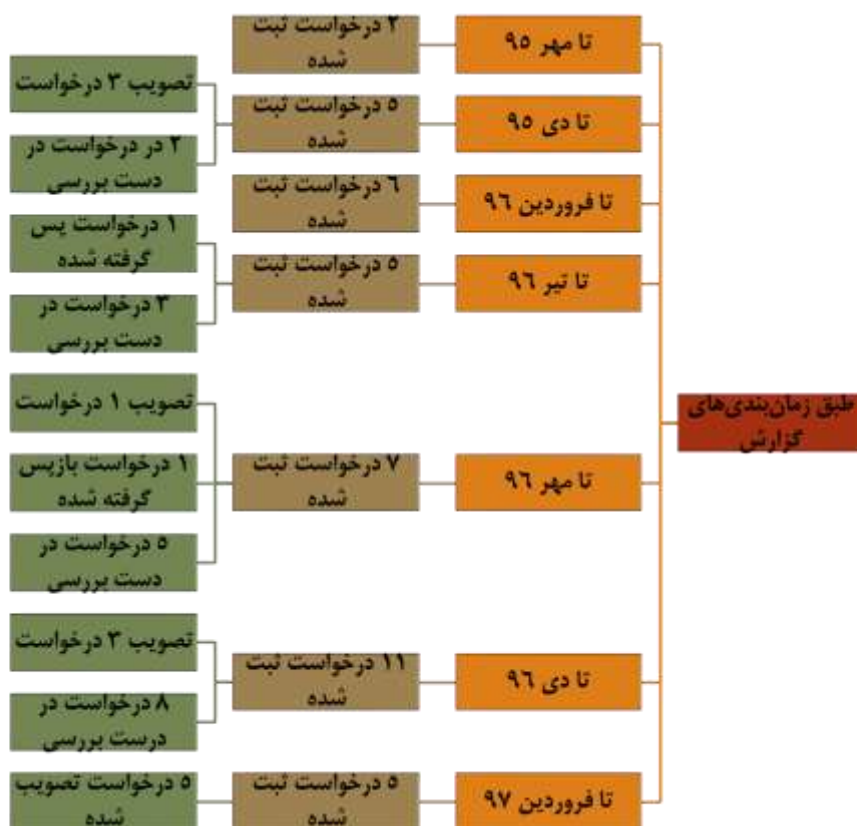 طبق زمان‌بندی‌های
گزارش
تا مهر ۹۵
۲ درخواست ثبت
شده
تا دی ۹۵
۵ درخواست ثبت
شده
تصویب ۳ درخواست
۲ در درخواست در
دست بررسی
تا فروردین ۹۶
۶ درخواست ثبت
شده
تا تیر ۹۶
۵ درخواست ثبت
شده
۱ درخواست پس
گرفته شده
۳ درخواست در
دست بررسی
تا مهر ۹۶
۷ درخواست ثبت
شده
تصویب ۱ درخواست
۱ درخواست بازپس
گرفته شده
۵ درخواست در
دست بررسی
تا دی ۹۶
۱۱ درخواست ثبت
شده
تصویب ۳ درخواست
۸ درخواست در
درست بررسی
تا فروردین ۹۷
۵ درخواست ثبت
شده
۵ درخواست تصویب
شده